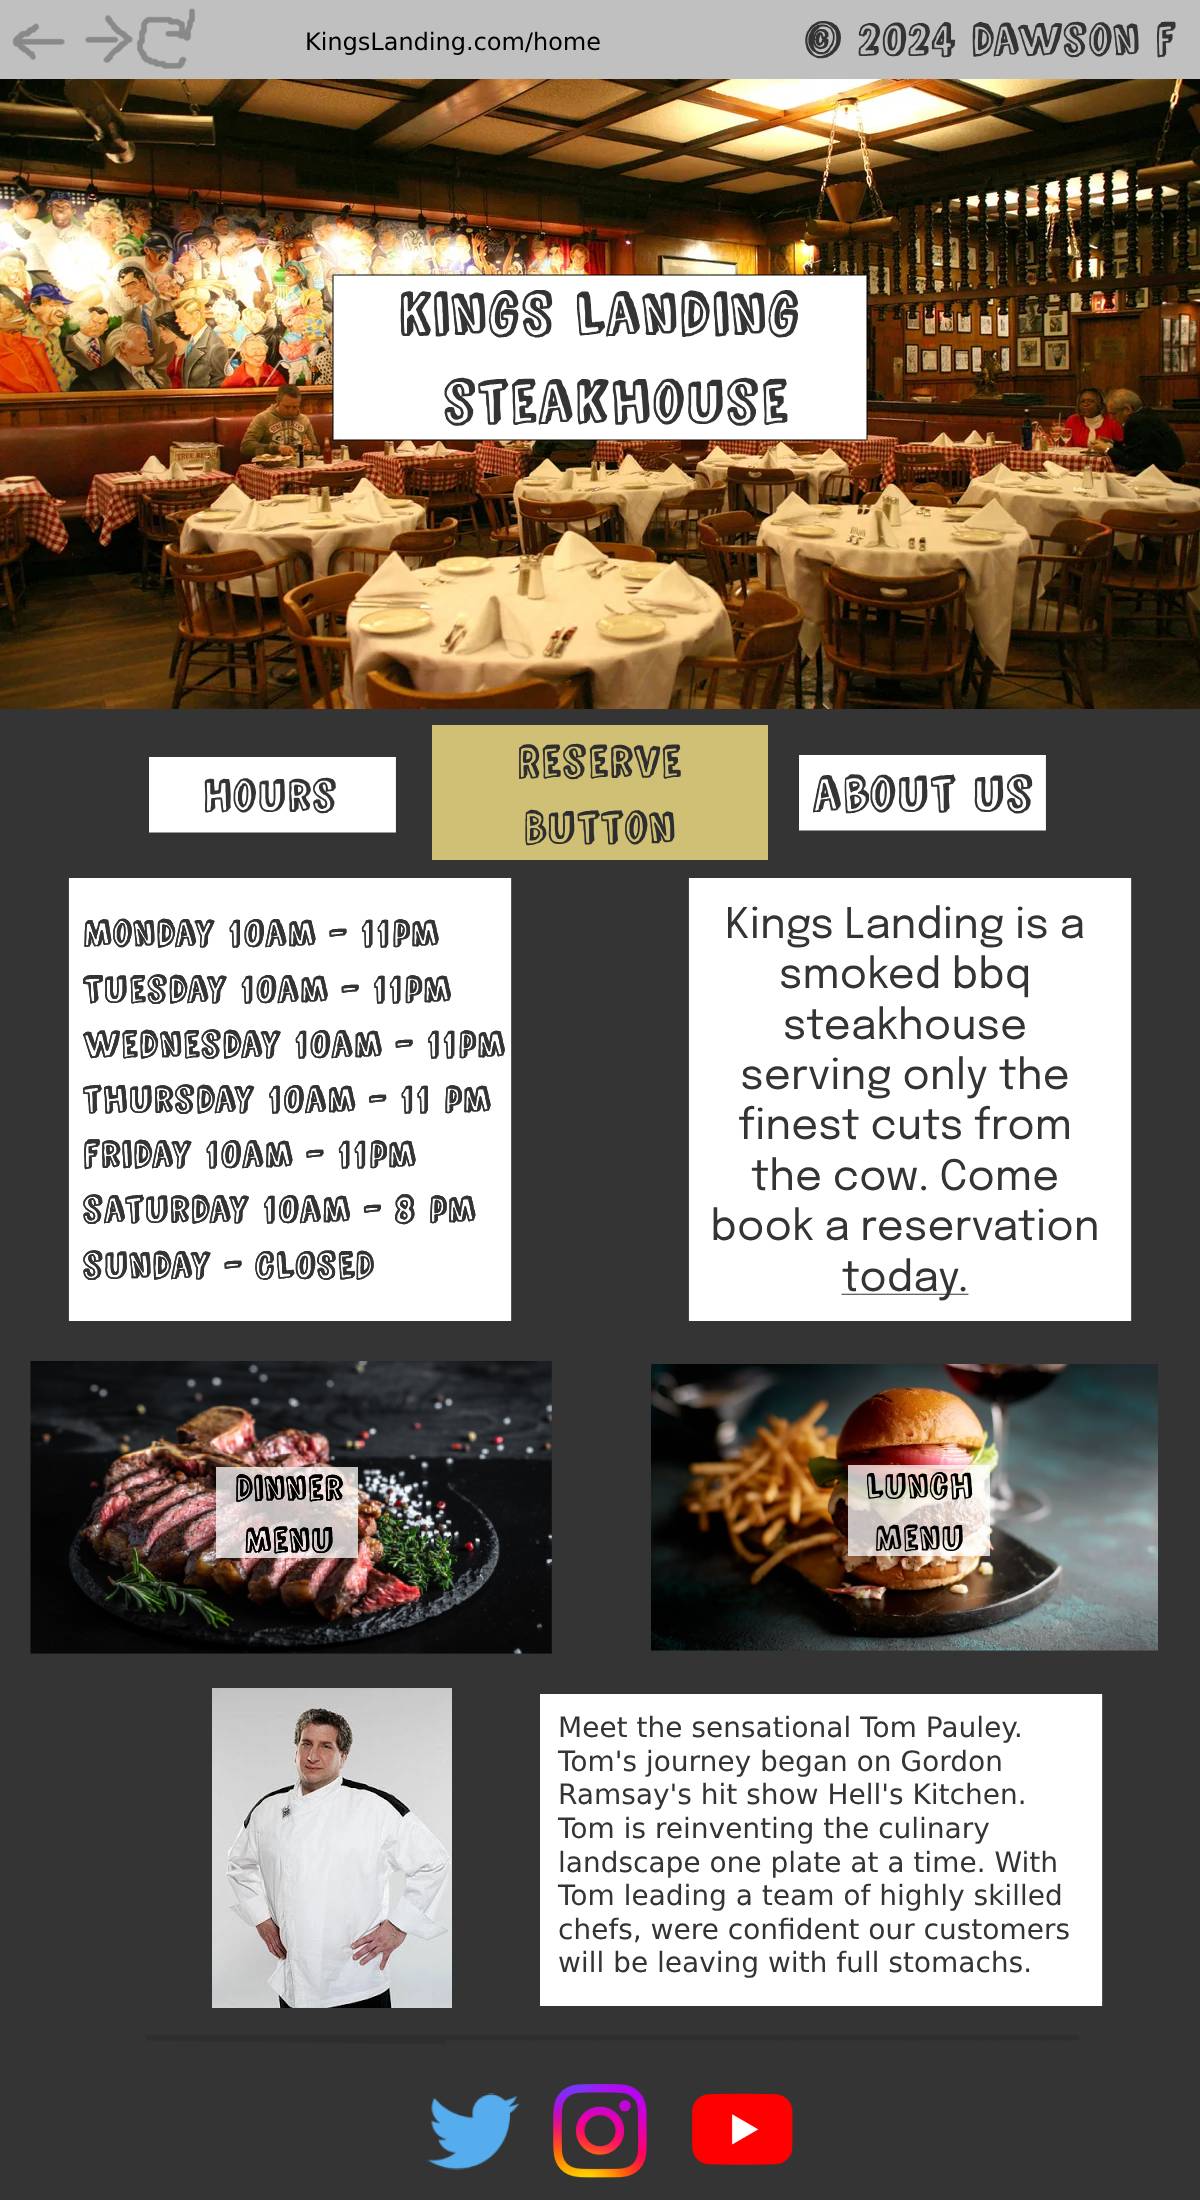 KingsLanding.com/home
© 2024 DAWSON F
KINGS LANDING
STEAKHOUSE
HOURS
RESERVE
BUTTON
ABOUT US
MONDAY 10AM - 11PM
TUESDAY 10AM - 11PM
WEDNESDAY 10AM - 11PM
THURSDAY 10AM - 11 PM
FRIDAY 10AM - 11PM
SATURDAY 10AM - 8 PM
SUNDAY - CLOSED
Kings Landing is a
smoked bbq
steakhouse
serving only the
finest cuts from
the cow. Come
book a reservation
today.
DINNER
MENU
LUNCH
MENU
Meet the sensational Tom Pauley.
Tom's journey began on Gordon
Ramsay's hit show Hell's Kitchen.
Tom is reinventing the culinary
landscape one plate at a time. With
Tom leading a team of highly skilled
chefs, were confident our customers
will be leaving with full stomachs.